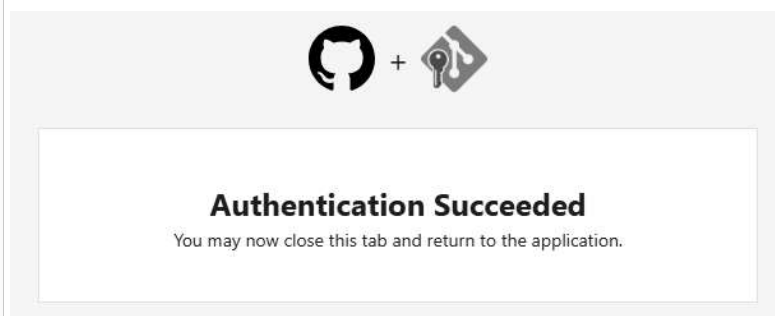 +
Authentication Succeeded
You may now close this tab and return to the application.